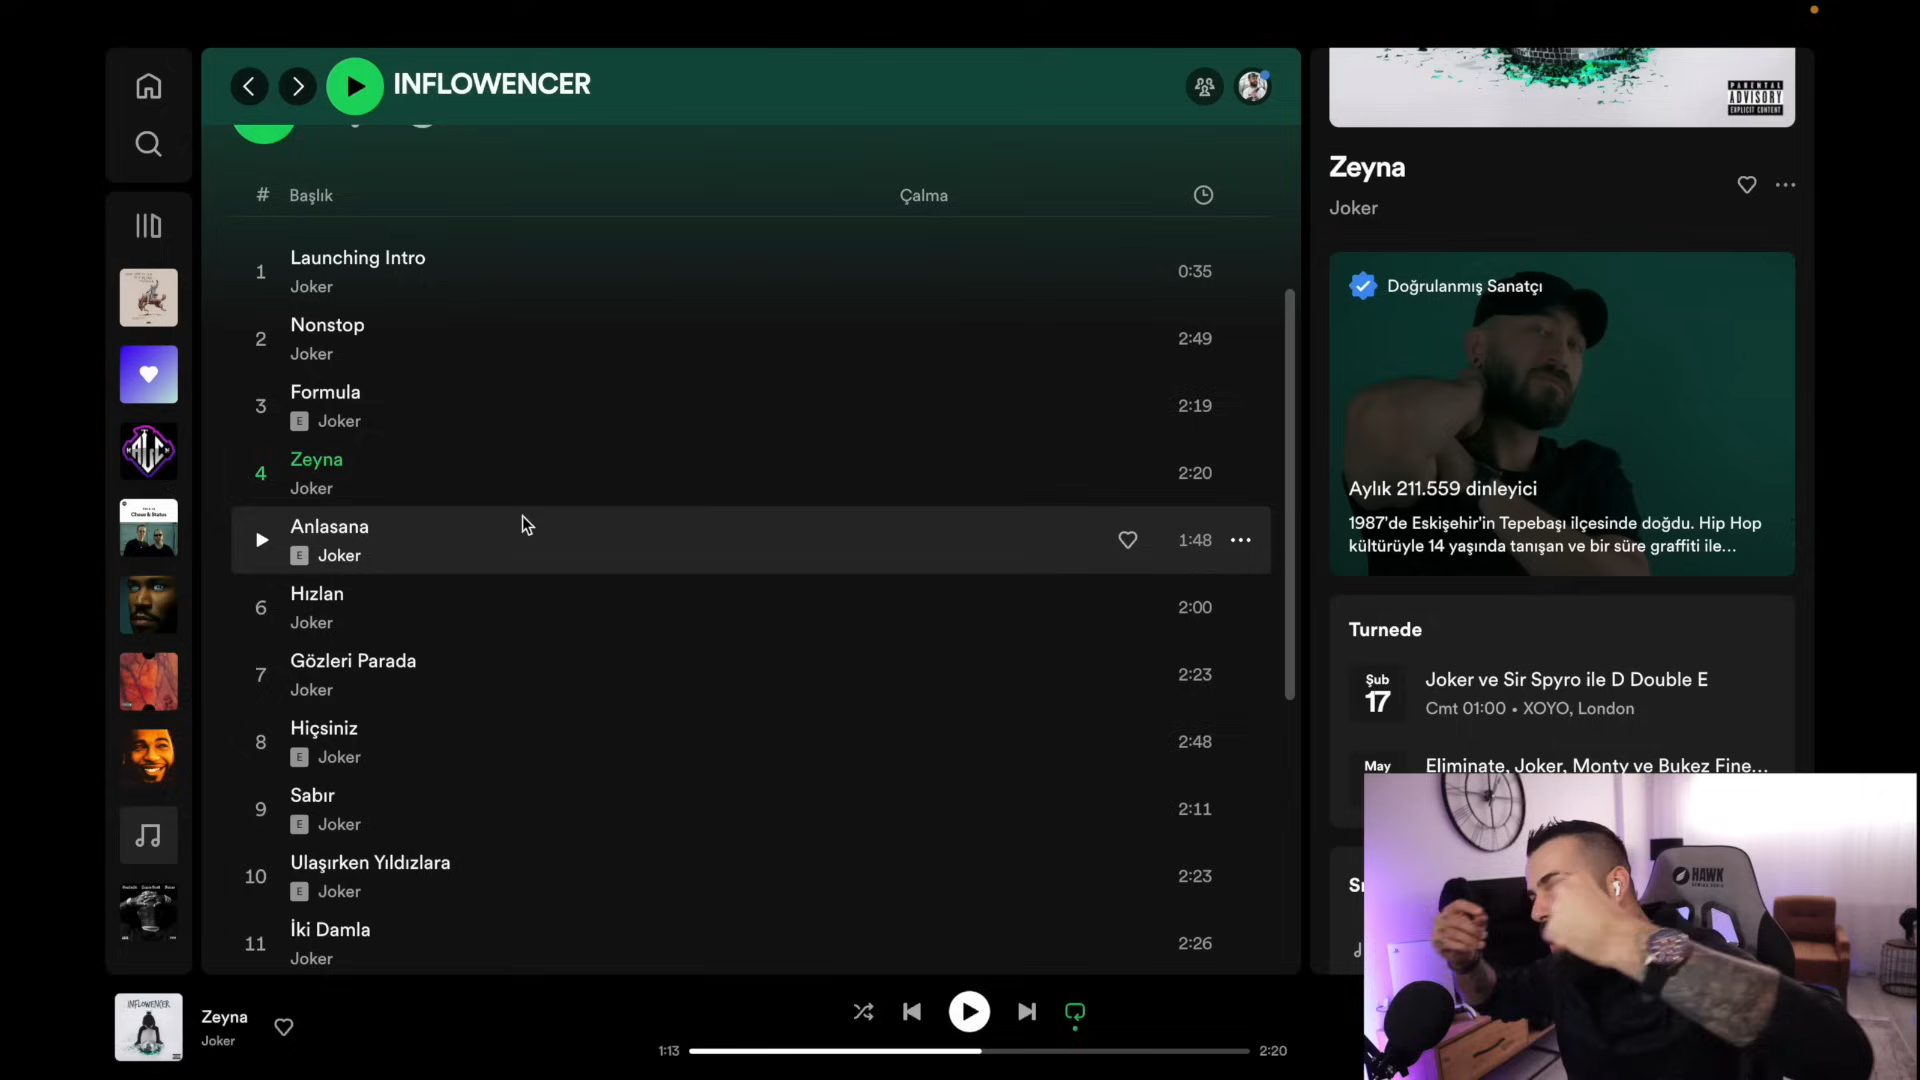 INFLOWENCER
# Başlık Çalma
1 Launching Intro 0:35
Joker
2 Nonstop 2:49
Joker
3 Formula 2:19
E Joker
4 Zeyna 2:20
Joker
Anlasana 1:48
E Joker
6 Hızlan 2:00
Joker
7 Gözleri Parada 2:23
Joker
8 Hiçsiniz 2:48
E Joker
9 Sabır 2:11
E Joker
10 Ulaşırken Yıldızlara 2:23
E Joker
11 İki Damla 2:26
Joker
PARENTAL
ADVISORY
EXPLICIT CONTENT
Zeyna
Joker
Doğrulanmış Sanatçı
Aylık 211.559 dinleyici
1987'de Eskişehir'in Tepebaşı ilçesinde doğdu. Hip Hop
kültürüyle 14 yaşında tanışan ve bir süre graffiti ile...
Turnede
Şub
17
Joker ve Sir Spyro ile D Double E
Cmt 01:00 • XOYO, London
May
Eliminate, Joker, Monty ve Bukez Fine...
HAWK
Chase & Status
INFLOWENCER
Zeyna
Joker
1:13
2:20